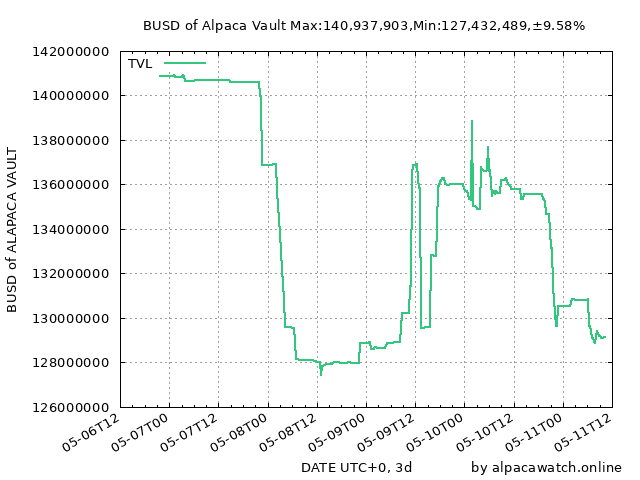 BUSD of Alpaca Vault Max:140,937,903,Min:127,432,489,±9.58%
TVL
142000000
140000000
138000000
136000000
134000000
132000000
130000000
128000000
126000000
BUSD of ALAPACA VAULT
05-06T12
05-07T00
05-07T12
05-08T00
05-08T12
05-09T00
05-09T12
05-10T00
05-10T12
05-11T00
05-11T12
DATE UTC+0, 3d
by alpacawatch.online